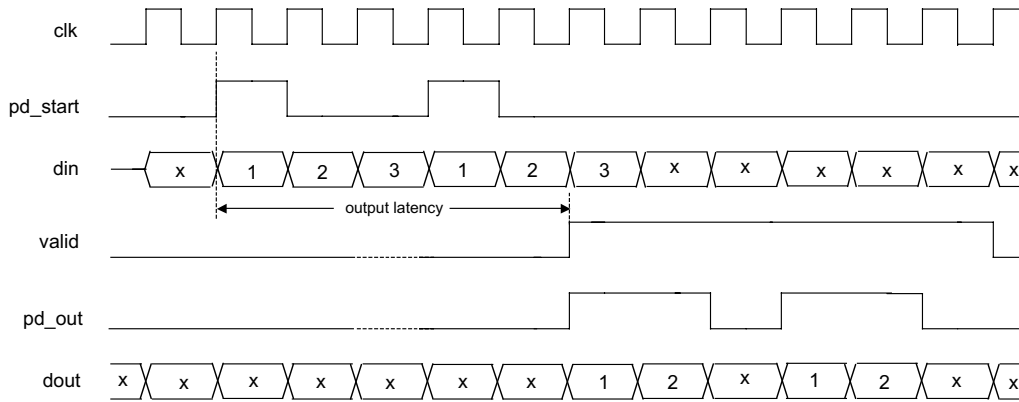 clk
pd_start
din x 1 2 3 1 2 3 x x x x x x
output latency
valid
pd_out
dout x x x x x x x 1 2 x 1 2 x x